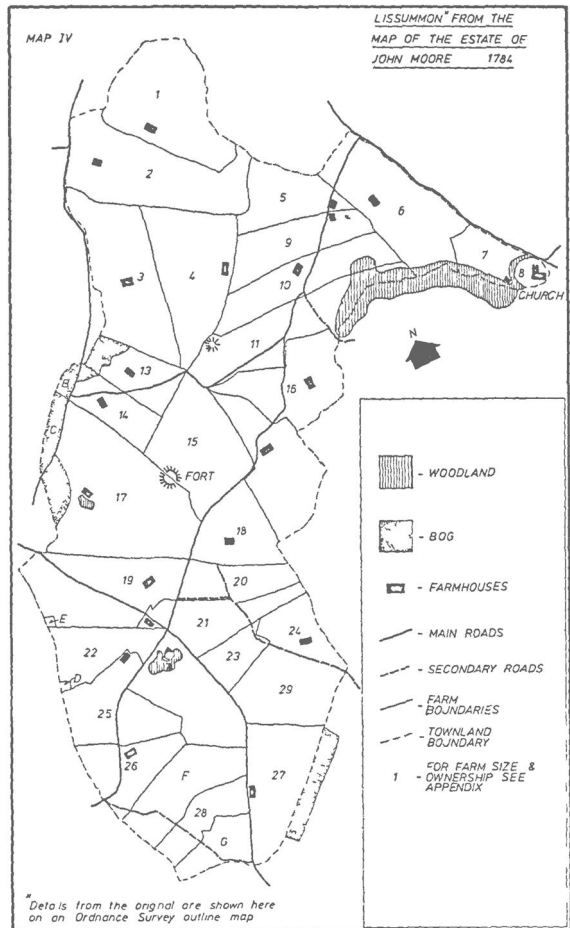 MAP IV
LISSUMMON" FROM THE
MAP OF THE ESTATE OF
JOHN MOORE 1784
1
2
3
4
5
6
7
8
CHURCH
9
10
11
N
13
14
15
16
B
C
FORT
17
18
19
20
E
21
22
23
24
D
25
29
26
F
27
28
G
- WOODLAND
- BOG
- FARMHOUSES
- MAIN ROADS
- SECONDARY ROADS
- FARM
BOUNDARIES
- TOWNLAND
BOUNDARY
1 - FOR FARM SIZE &
OWNERSHIP SEE
APPENDIX
"Details from the orignal are shown here
on an Ordnance Survey outline map